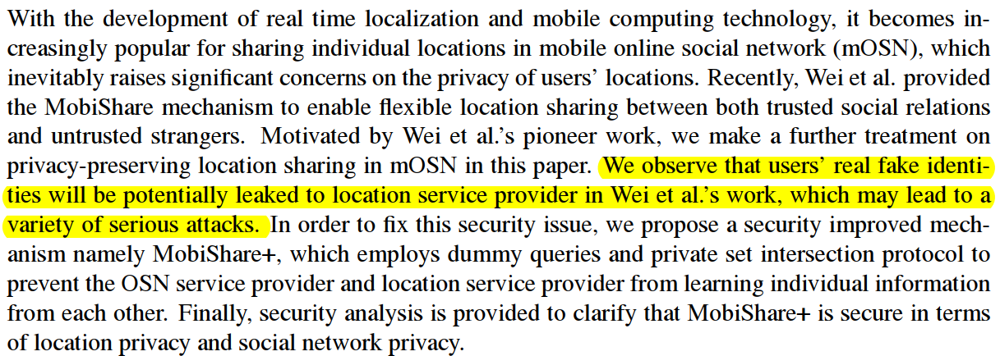 With the development of real time localization and mobile computing technology, it becomes in-
creasingly popular for sharing individual locations in mobile online social network (mOSN), which
inevitably raises significant concerns on the privacy of users’ locations. Recently, Wei et al. provided
the MobiShare mechanism to enable flexible location sharing between both trusted social relations
and untrusted strangers. Motivated by Wei et al.’s pioneer work, we make a further treatment on
privacy-preserving location sharing in mOSN in this paper. We observe that users’ real fake identi-
ties will be potentially leaked to location service provider in Wei et al.’s work, which may lead to a
variety of serious attacks. In order to fix this security issue, we propose a security improved mech-
anism namely MobiShare+, which employs dummy queries and private set intersection protocol to
prevent the OSN service provider and location service provider from learning individual information
from each other. Finally, security analysis is provided to clarify that MobiShare+ is secure in terms
of location privacy and social network privacy.